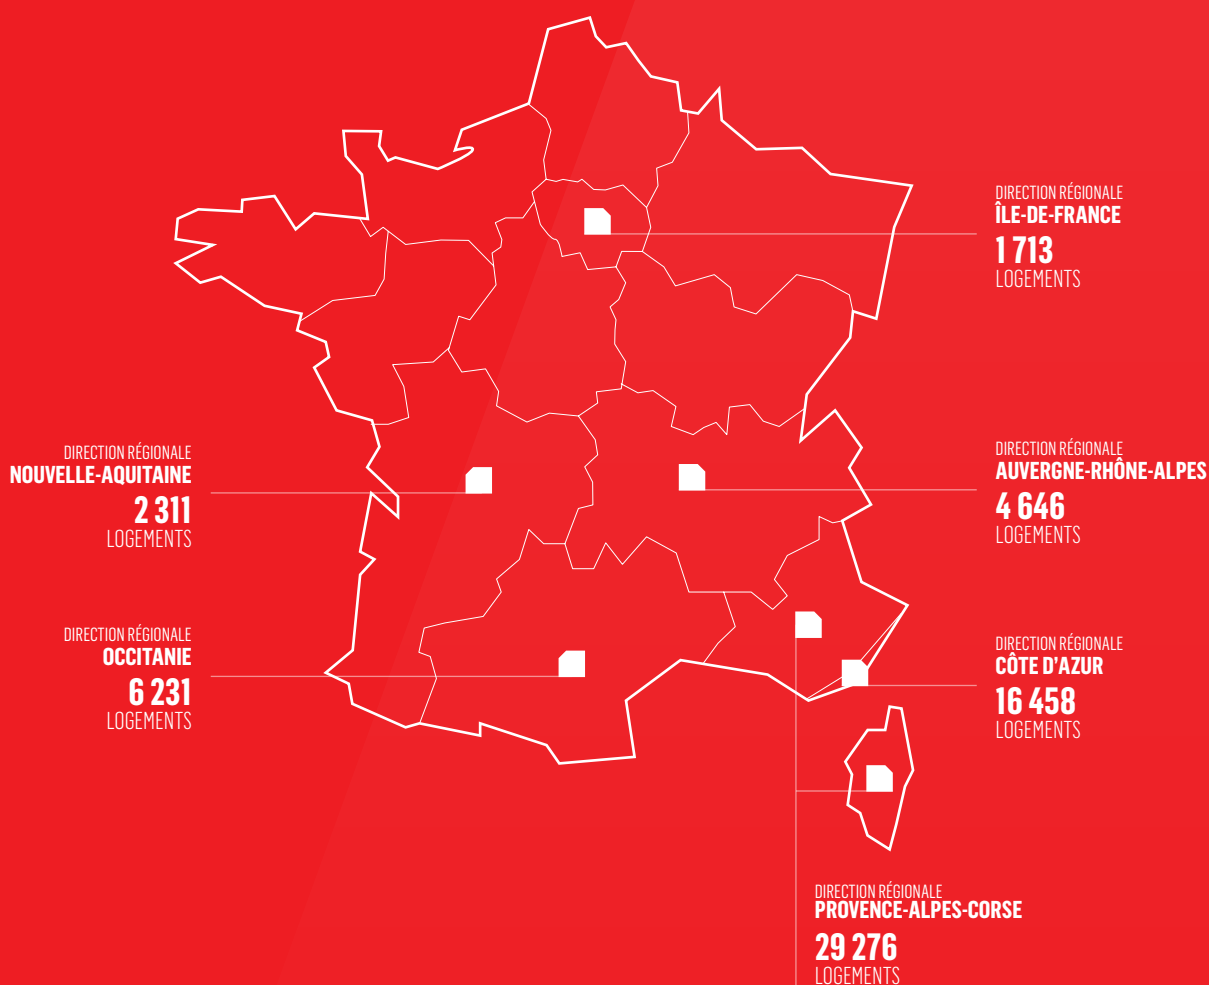 DIRECTION RÉGIONALE
ÎLE-DE-FRANCE
1 713
LOGEMENTS
DIRECTION RÉGIONALE
NOUVELLE-AQUITAINE
2 311
LOGEMENTS
DIRECTION RÉGIONALE
AUVERGNE-RHÔNE-ALPES
4 646
LOGEMENTS
DIRECTION RÉGIONALE
OCCITANIE
6 231
LOGEMENTS
DIRECTION RÉGIONALE
CÔTE D'AZUR
16 458
LOGEMENTS
DIRECTION RÉGIONALE
PROVENCE-ALPES-CORSE
29 276
LOGEMENTS